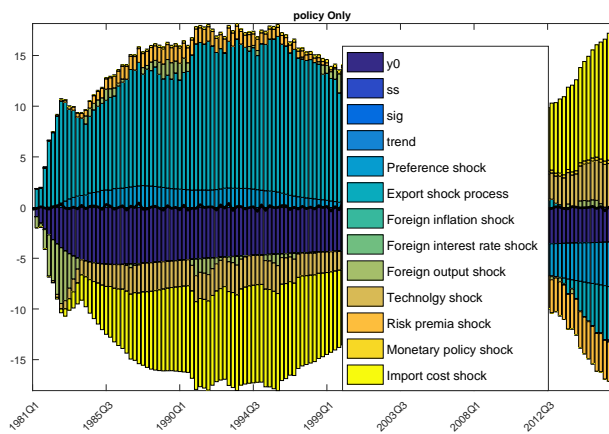 policy Only
15
10
5
0
-5
-10
-15
1981Q1
1985Q3
1990Q1
1994Q3
1999Q1
2003Q3
2008Q1
2012Q3
y0
ss
sig
trend
Preference shock
Export shock process
Foreign inflation shock
Foreign interest rate shock
Foreign output shock
Technolgy shock
Risk premia shock
Monetary policy shock
Import cost shock